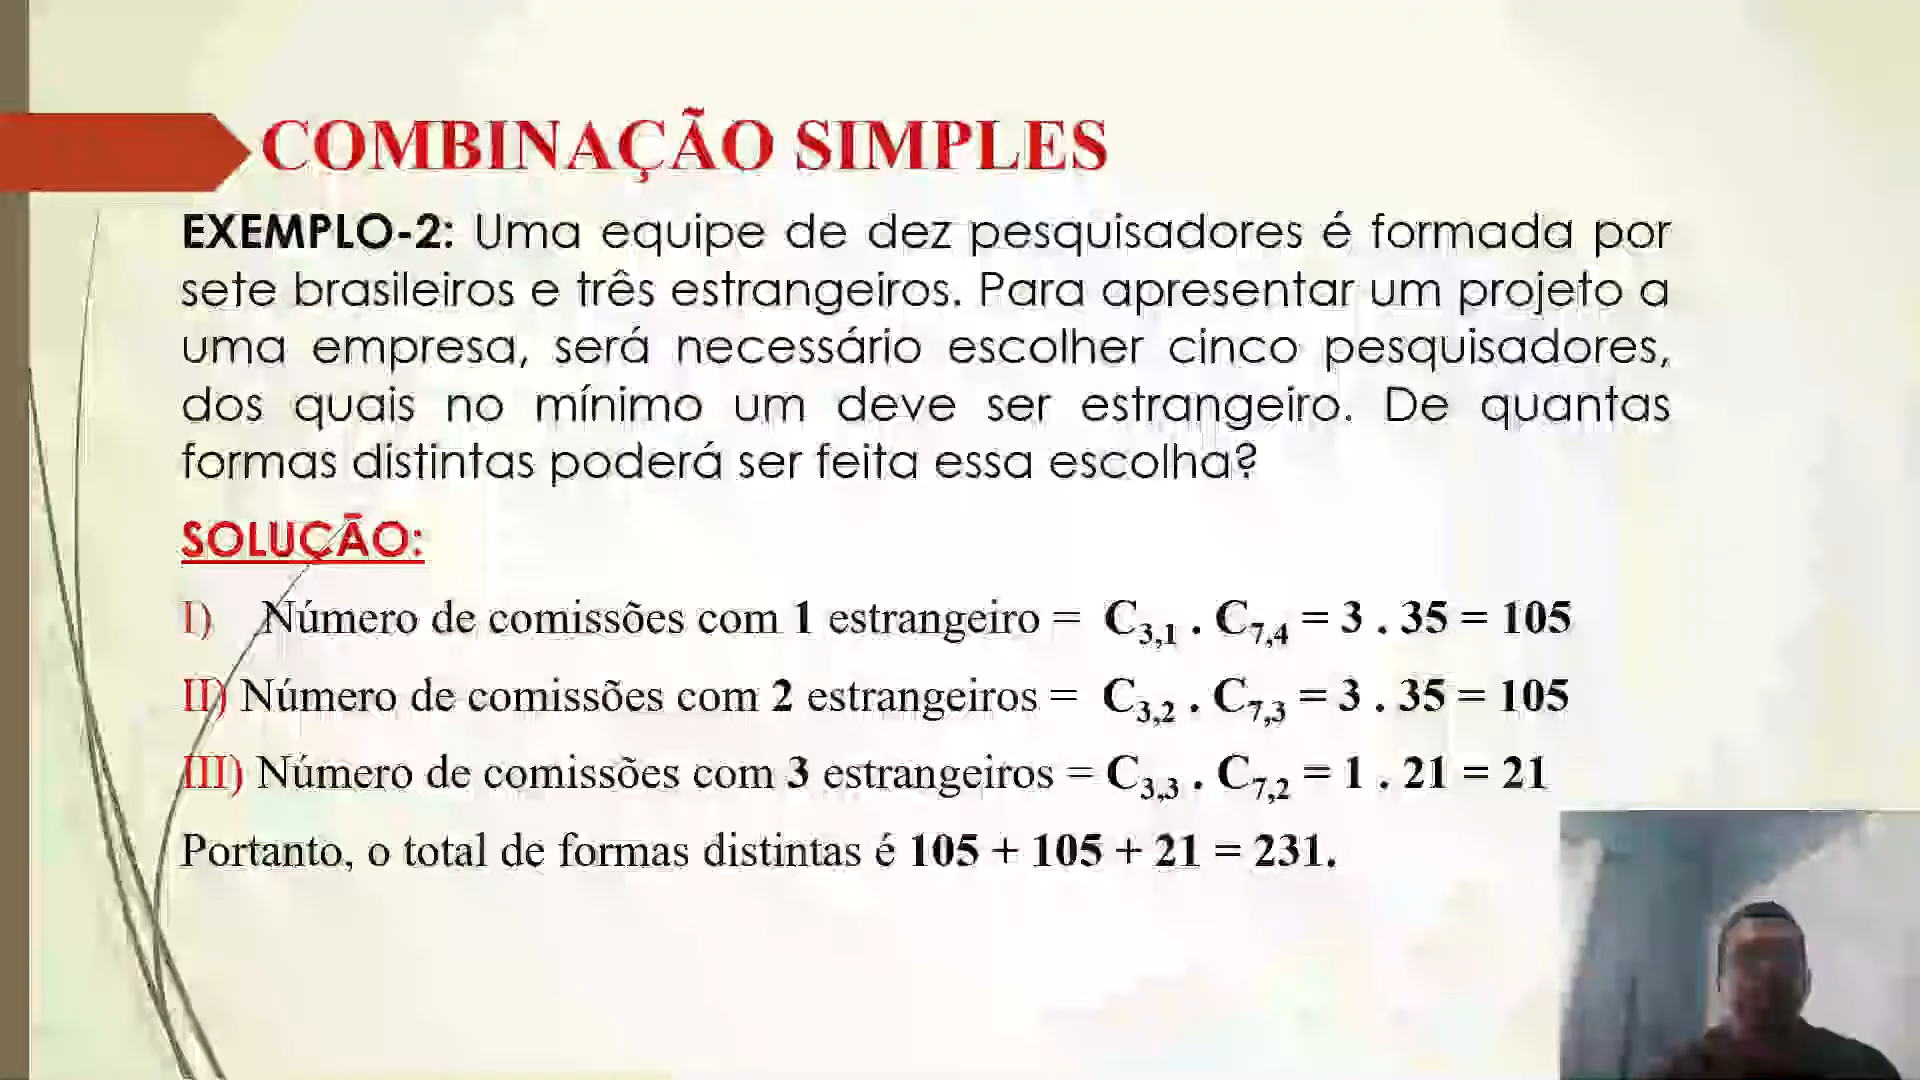 COMBINAÇÃO SIMPLES
EXEMPLO-2: Uma equipe de dez pesquisadores é formada por
sete brasileiros e três estrangeiros. Para apresentar um projeto a
uma empresa, será necessário escolher cinco pesquisadores,
dos quais no mínimo um deve ser estrangeiro. De quantas
formas distintas poderá ser feita essa escolha?
SOLUÇÃO:
I) Número de comissões com 1 estrangeiro = C3,1 . C7,4 = 3 . 35 = 105
II) Número de comissões com 2 estrangeiros = C3,2 . C7,3 = 3 . 35 = 105
III) Número de comissões com 3 estrangeiros = C3,3 . C7,2 = 1 . 21 = 21
Portanto, o total de formas distintas é 105 + 105 + 21 = 231.